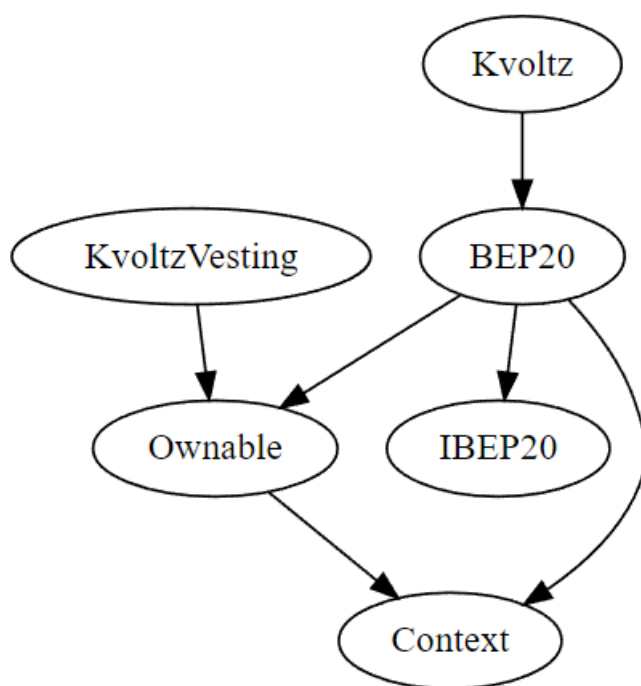 Kvoltz
KvoltzVesting
BEP20
Ownable
IBEP20
Context